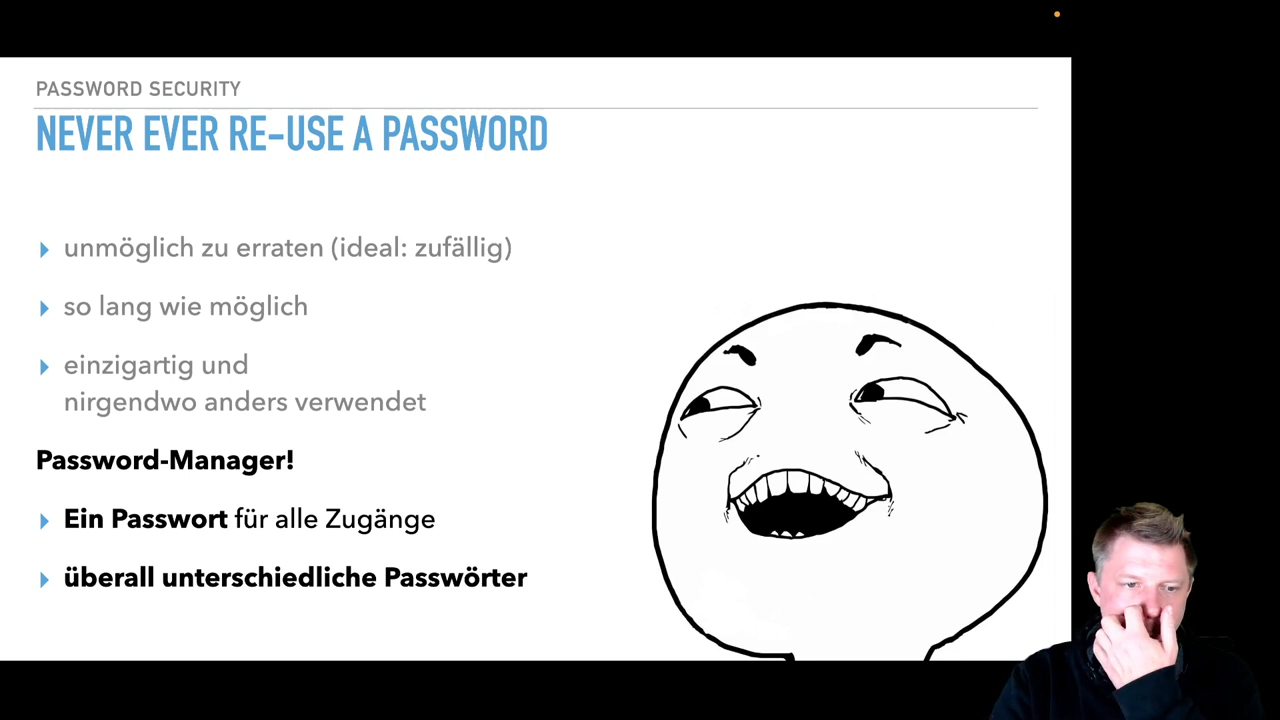 PASSWORD SECURITY
NEVER EVER RE-USE A PASSWORD
unmöglich zu erraten (ideal: zufällig)
so lang wie möglich
einzigartig und
nirgendwo anders verwendet
Password-Manager!
Ein Passwort für alle Zugänge
überall unterschiedliche Passwörter